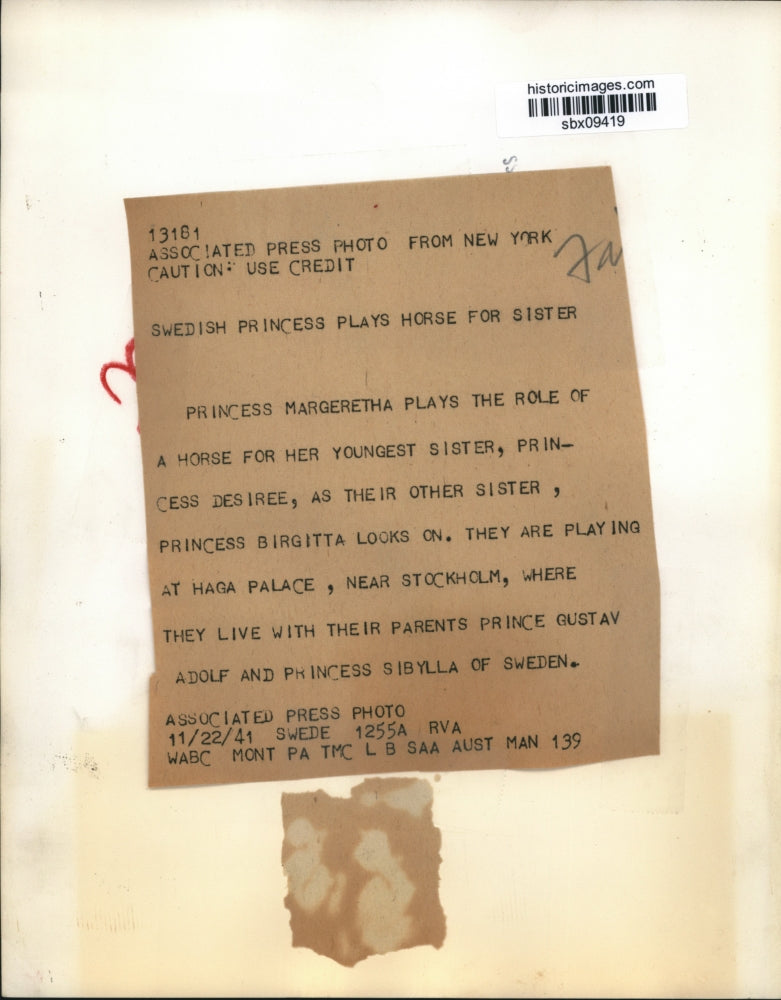 historicimages.com
sbx09419
13181
ASSOCIATED PRESS PHOTO FROM NEW YORK
CAUTION: USE CREDIT
SWEDISH PRINCESS PLAYS HORSE FOR SISTER
PRINCESS MARGERETHA PLAYS THE ROLE OF
A HORSE FOR HER YOUNGEST SISTER, PRIN-
CESS DESIREE, AS THEIR OTHER SISTER ,
PRINCESS BIRGITTA LOOKS ON. THEY ARE PLAYING
AT HAGA PALACE , NEAR STOCKHOLM, WHERE
THEY LIVE WITH THEIR PARENTS PRINCE GUSTAV
ADOLF AND PRINCESS SIBYLLA OF SWEDEN.
ASSOCIATED PRESS PHOTO
11/22/41 SWEDE 1255A RVA
WABC MONT PA TMC L B SAA AUST MAN 139